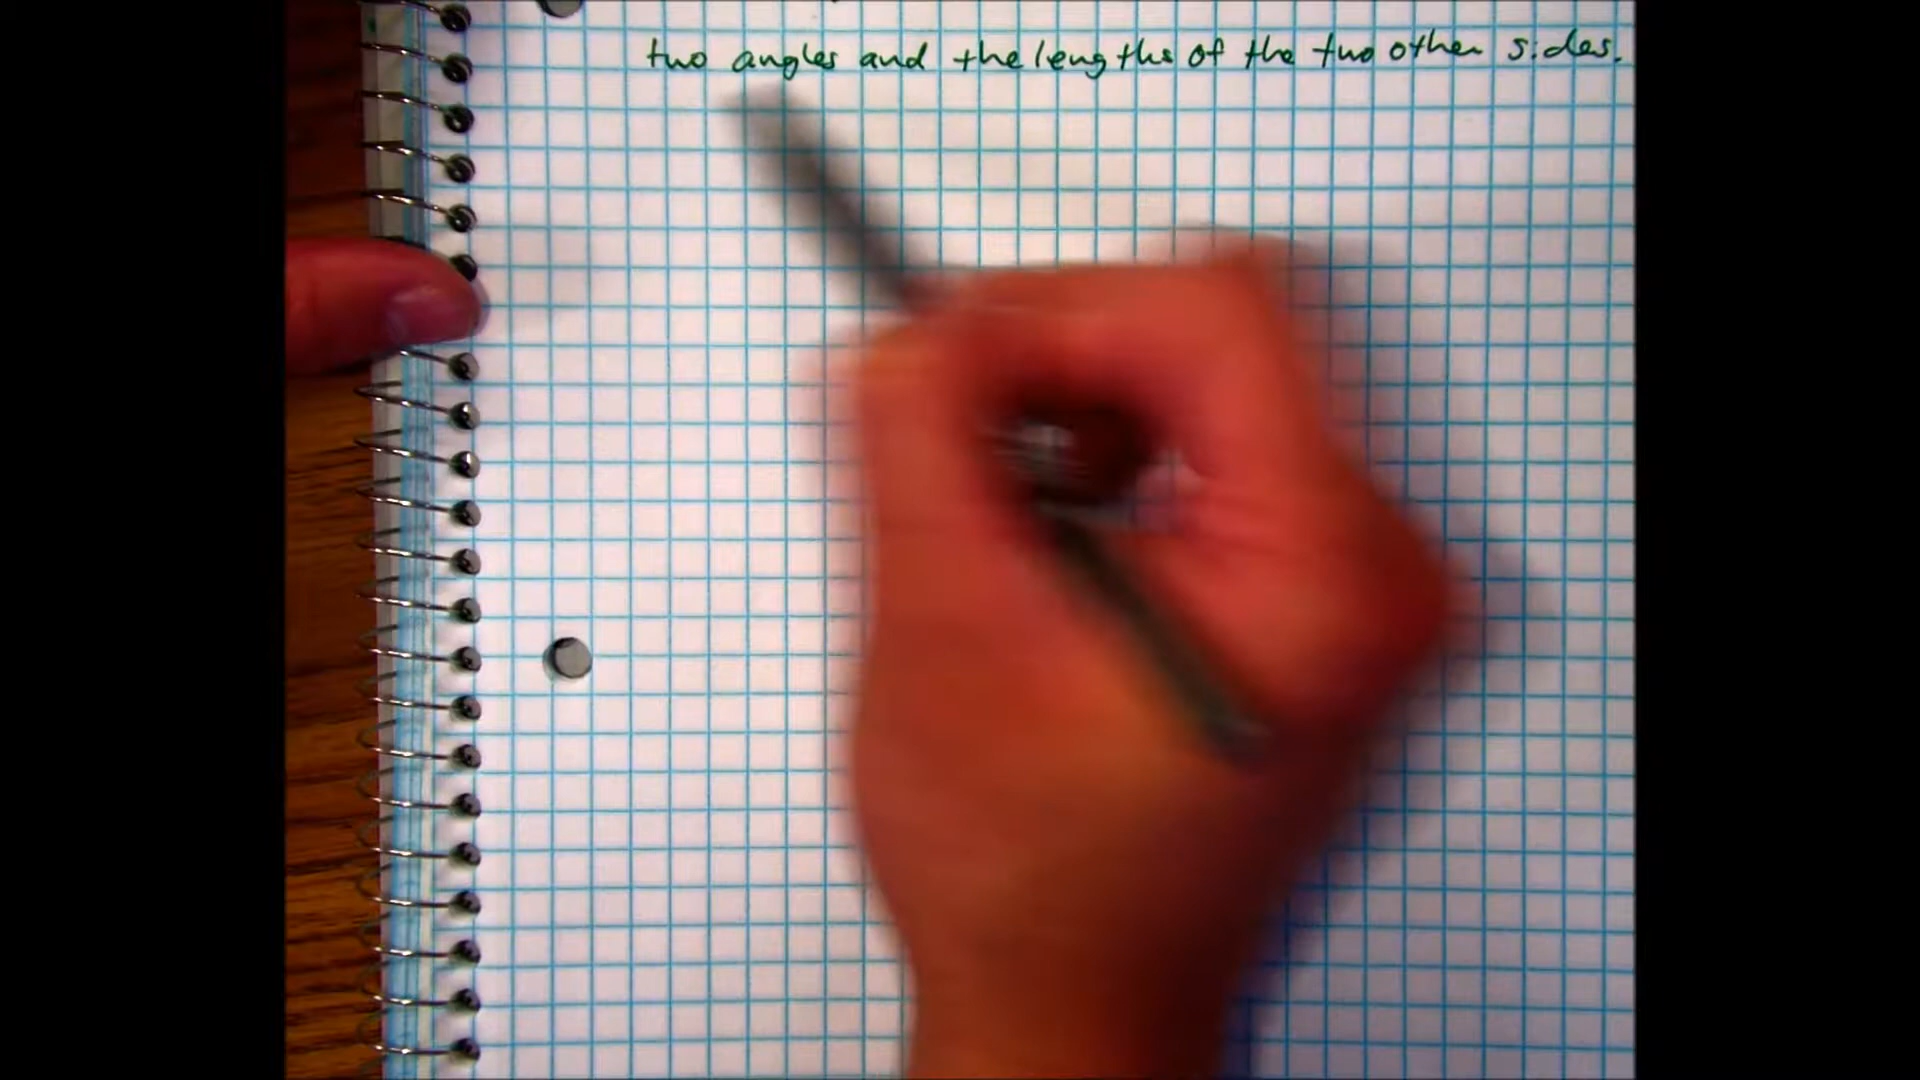 two angles and the lengths of the two other sides.